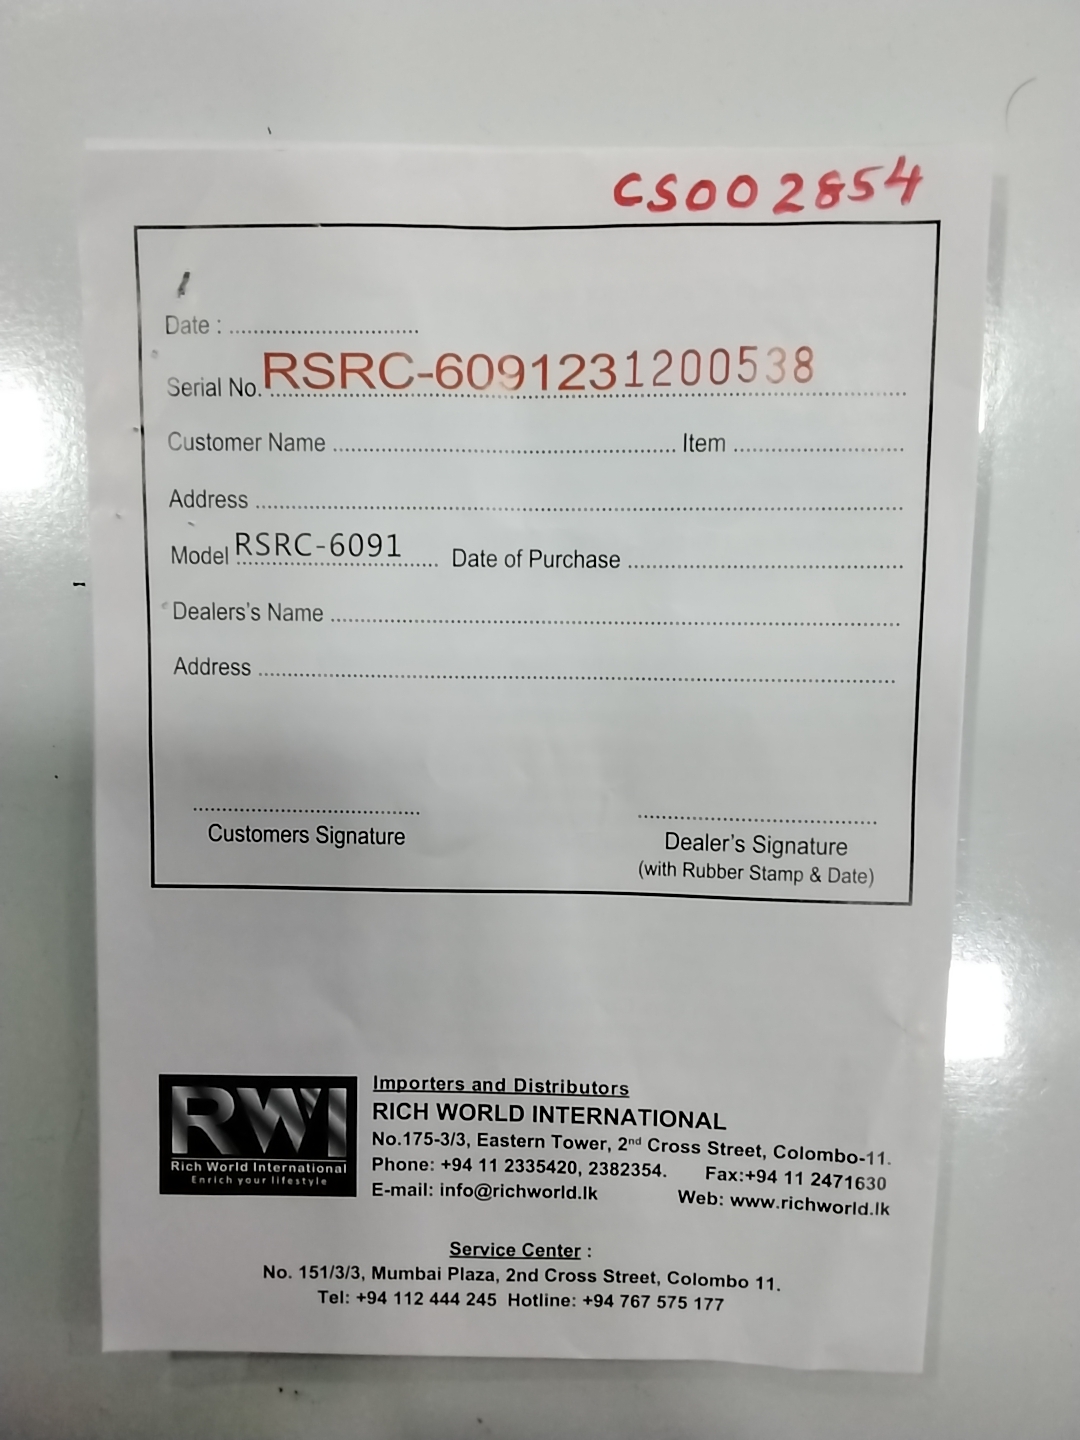 CS002854
Date : ..............................
Serial No. RSRC-6091231200538
Customer Name .................................................... Item ..........................
Address ....................................................................................................
Model RSRC-6091 ...... Date of Purchase ..........................................
Dealers's Name ........................................................................................
Address ....................................................................................................
Customers Signature
Dealer's Signature
(with Rubber Stamp & Date)
RWI
Rich World International
Enrich your lifestyle
Importers and Distributors
RICH WORLD INTERNATIONAL
No.175-3/3, Eastern Tower, 2nd Cross Street, Colombo-11.
Phone: +94 11 2335420, 2382354. Fax:+94 11 2471630
E-mail: info@richworld.lk Web: www.richworld.lk
Service Center :
No. 151/3/3, Mumbai Plaza, 2nd Cross Street, Colombo 11.
Tel: +94 112 444 245 Hotline: +94 767 575 177